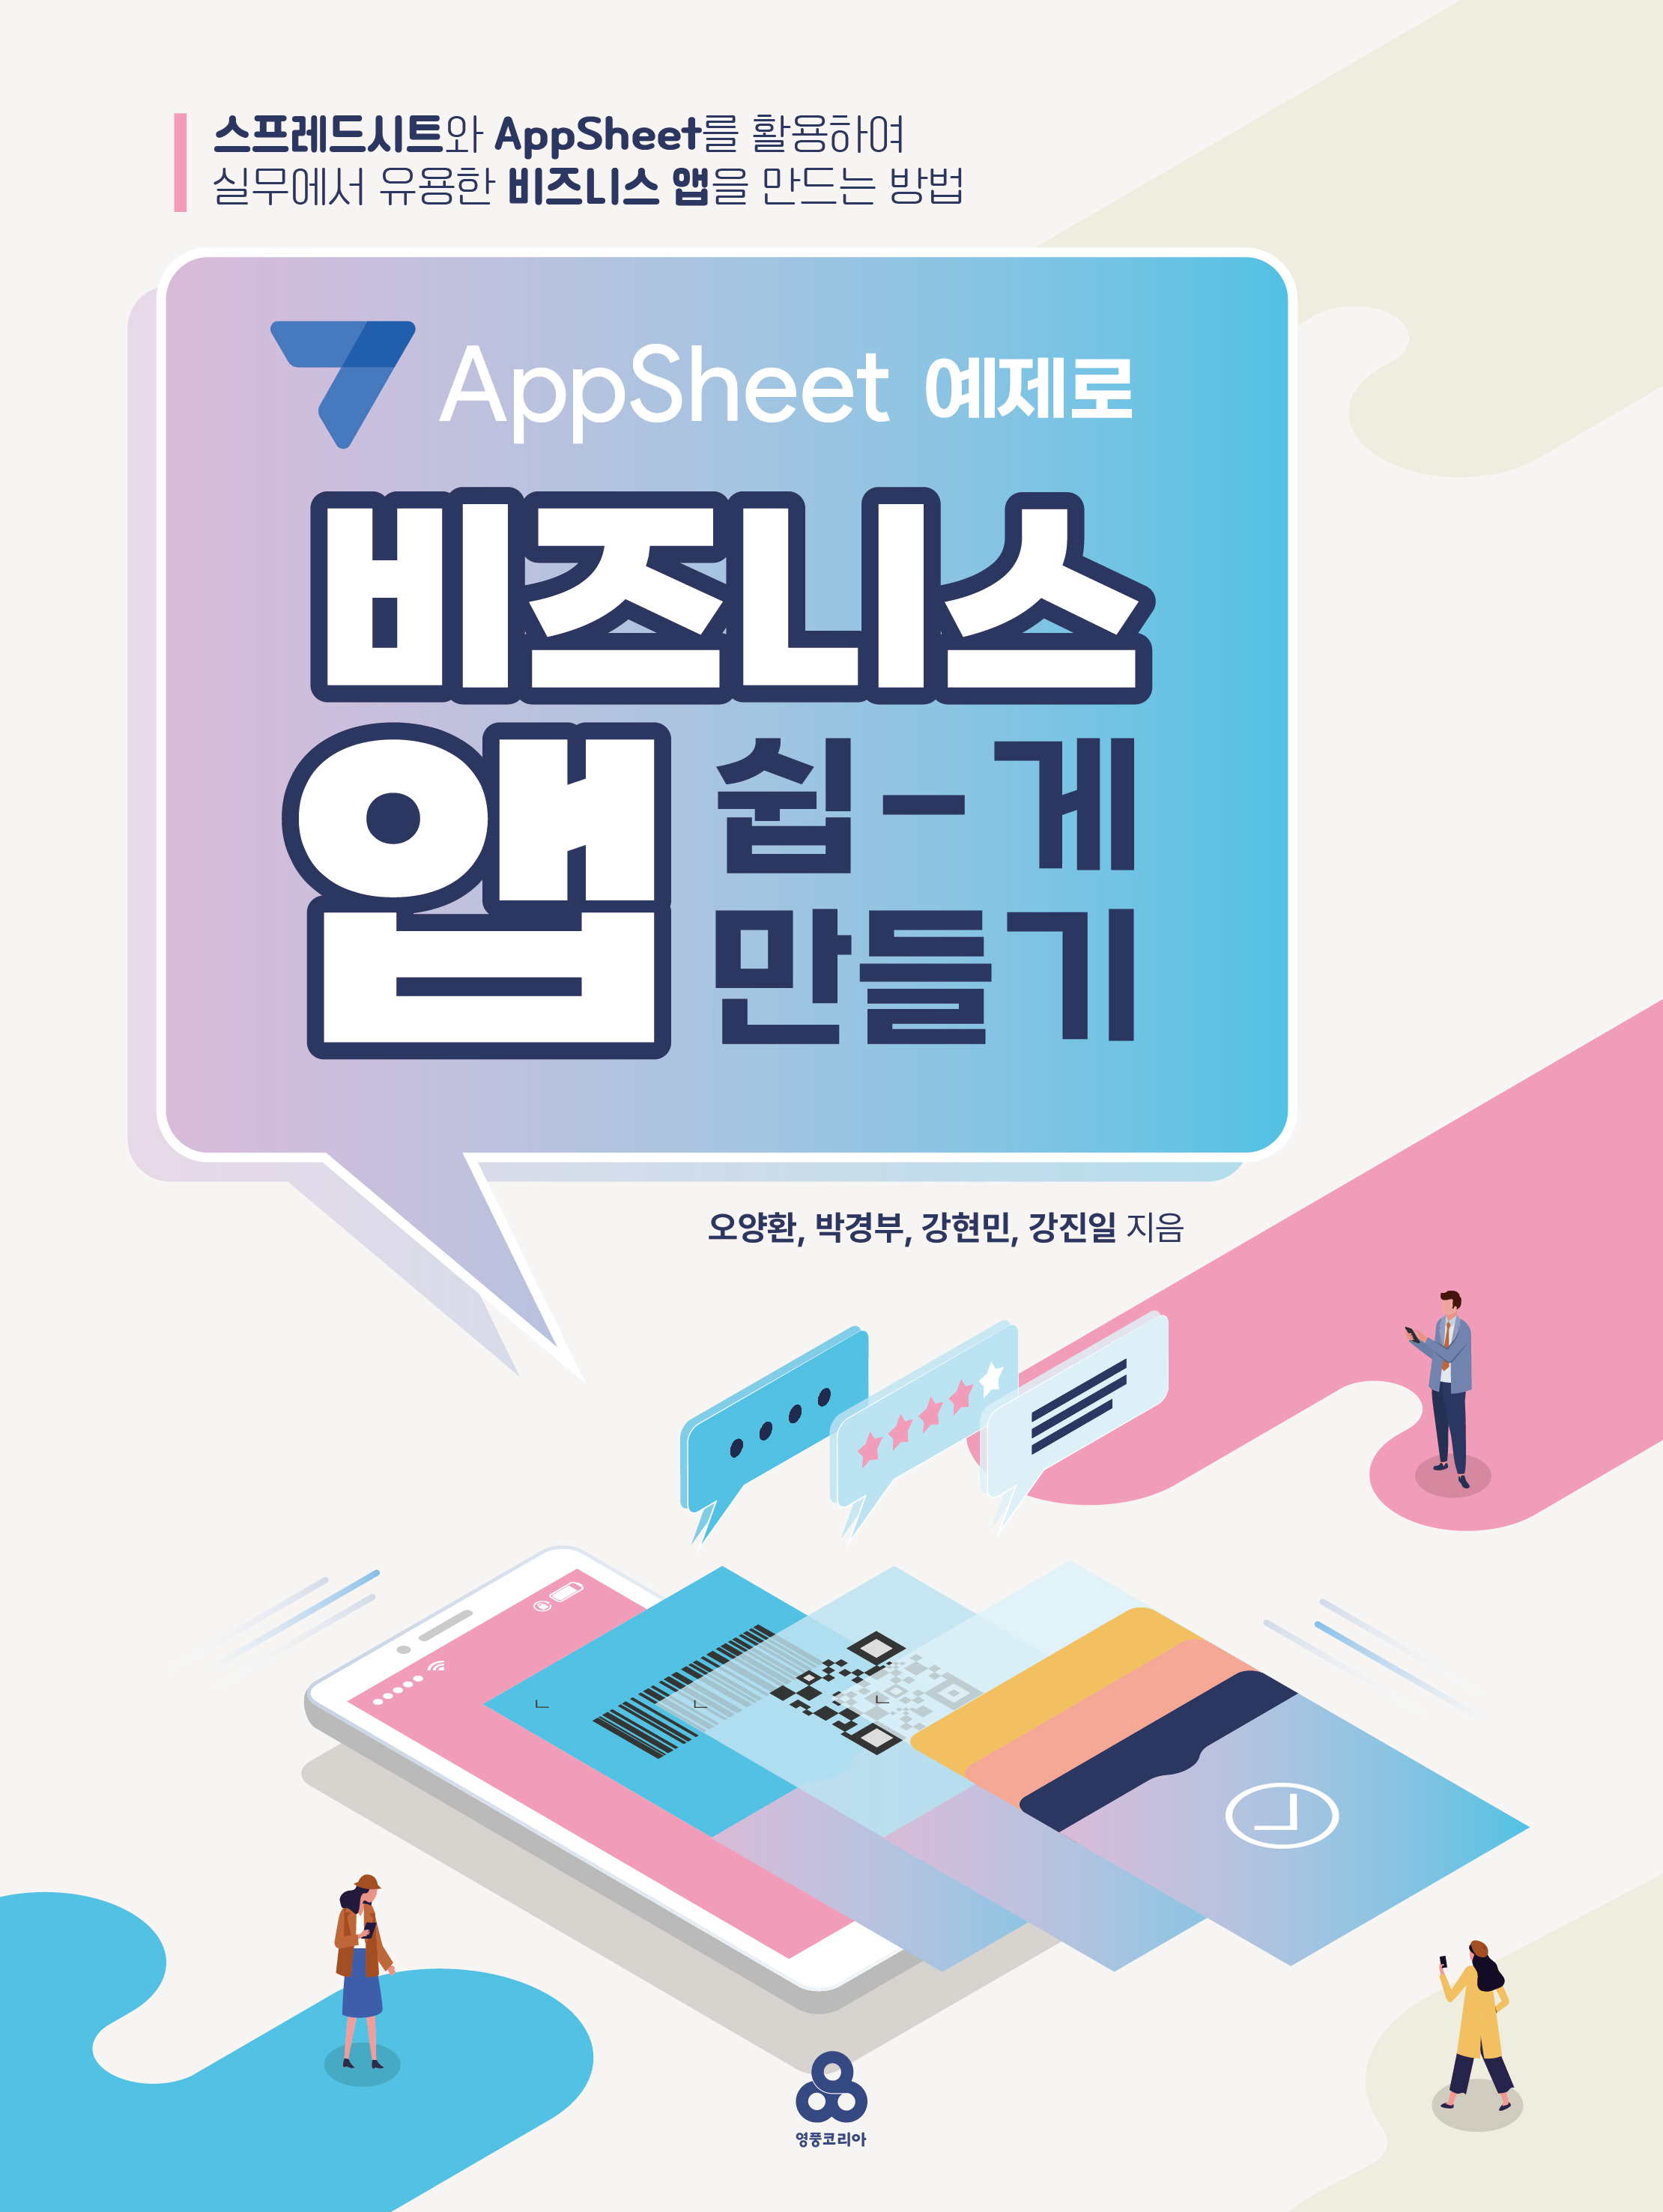 스프레드시트와 AppSheet를 활용하여
실무에서 유용한 비즈니스 앱을 만드는 방법
AppSheet 예제로
비즈니스
앱 쉽-게
만들기
오양환, 박경부, 강현민, 강진일 지음
영풍코리아